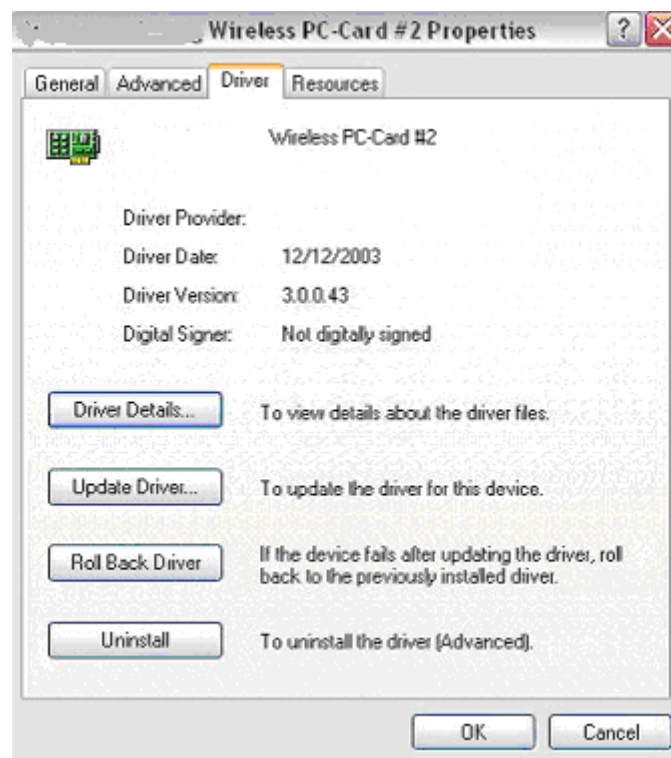 Wireless PC-Card #2 Properties
General Advanced Driver Resources
Wireless PC-Card #2
Driver Provider:
Driver Date: 12/12/2003
Driver Version: 3.0.0.43
Digital Signer: Not digitally signed
Driver Details... To view details about the driver files.
Update Driver... To update the driver for this device.
Roll Back Driver If the device fails after updating the driver, roll
back to the previously installed driver.
Uninstall To uninstall the driver (Advanced).
OK Cancel